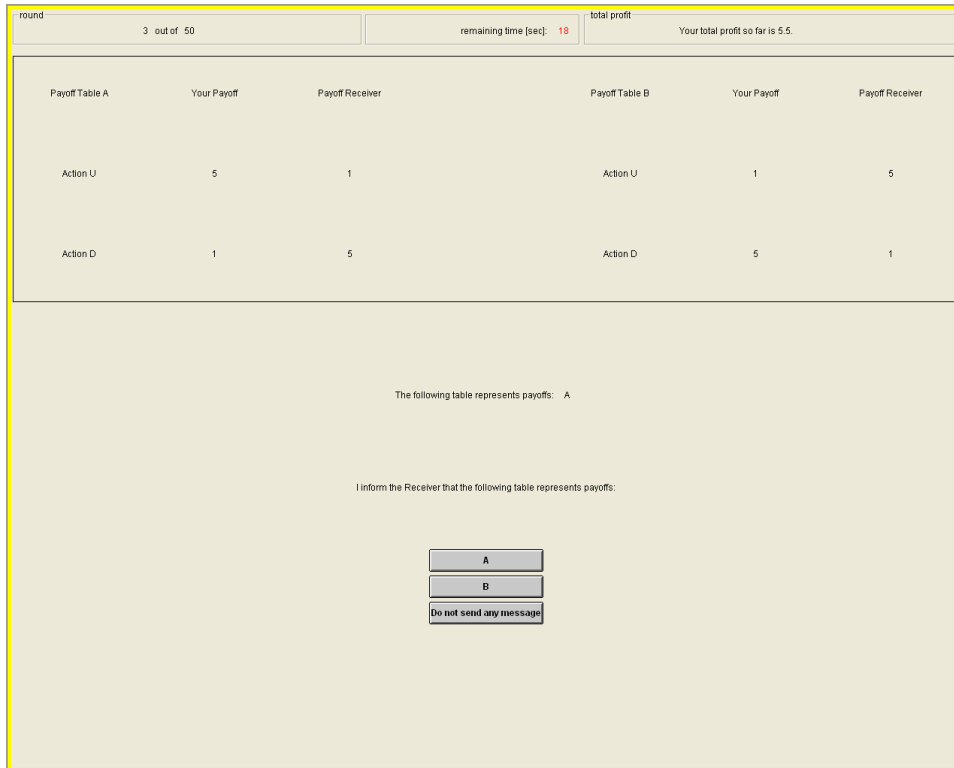 round
3 out of 50
remaining time [sec]: 18
total profit
Your total profit so far is 5.5.
Payoff Table A Your Payoff Payoff Receiver Payoff Table B Your Payoff Payoff Receiver
Action U 5 1 Action U 1 5
Action D 1 5 Action D 5 1
The following table represents payoffs: A
I inform the Receiver that the following table represents payoffs:
A
B
Do not send any message